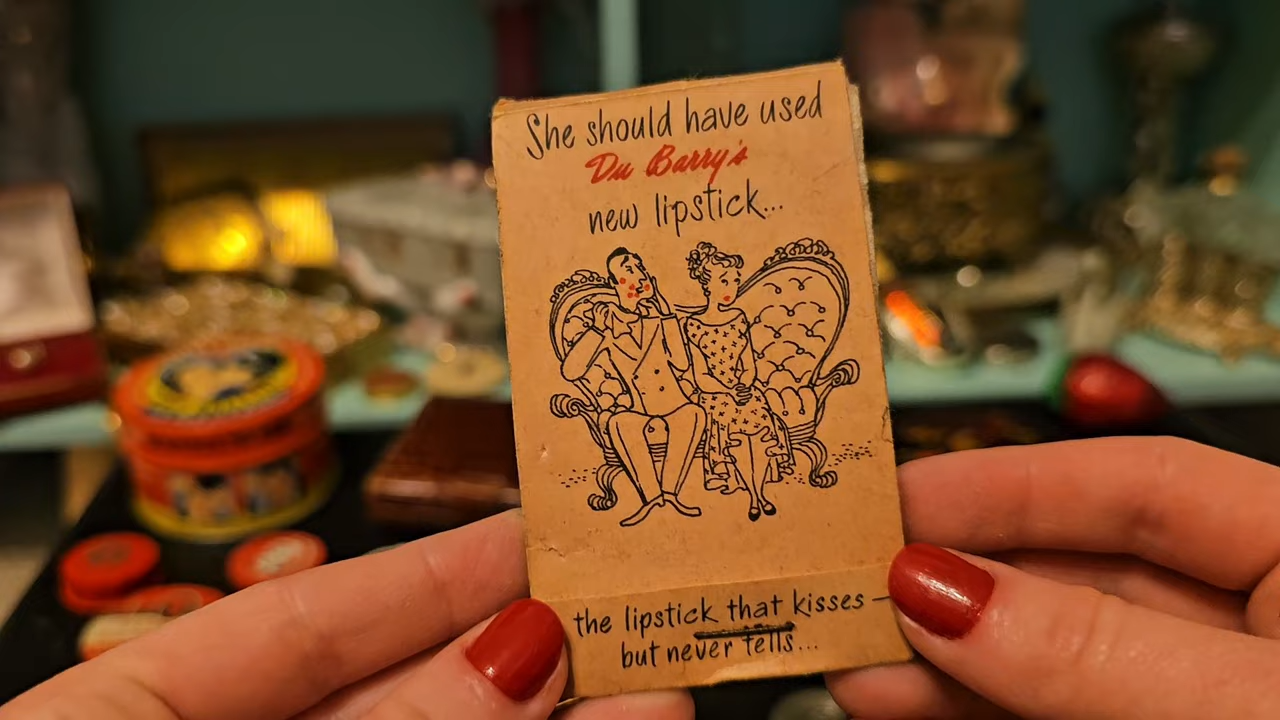 She should have used
Du Barry's
new lipstick...
the lipstick that kisses –
but never tells...